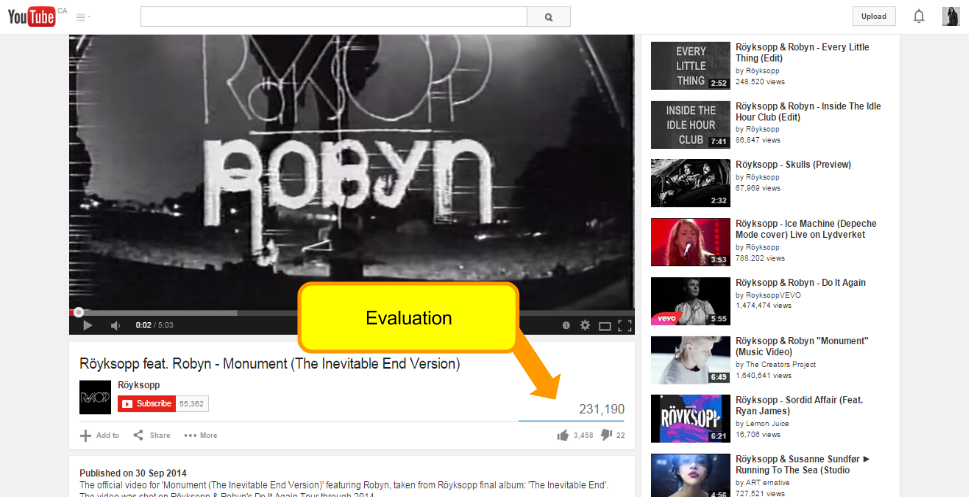 YouTube CA
Upload
RÖYKSOPP
ROBYN
0:02 / 5:03
Evaluation
Röyksopp feat. Robyn - Monument (The Inevitable End Version)
Röyksopp
Subscribe 55,362
231,190
Add to Share More 3,458 22
Published on 30 Sep 2014
The official video for 'Monument (The Inevitable End Version)' featuring Robyn, taken from Röyksopp final album: 'The Inevitable End'.
The video was shot on Röyksopp & Robyn's Do It Again Tour through 2014
EVERY
LITTLE
THING
2:52
Röyksopp & Robyn - Every Little
Thing (Edit)
by Röyksopp
248,520 views
INSIDE THE
IDLE HOUR
CLUB
7:41
Röyksopp & Robyn - Inside The Idle
Hour Club (Edit)
by Röyksopp
86,847 views
2:32
Röyksopp - Skulls (Preview)
by Röyksopp
67,969 views
3:53
Röyksopp - Ice Machine (Depeche
Mode cover) Live on Lydverket
by Röyksopp
788,202 views
vevo
5:55
Röyksopp & Robyn - Do It Again
by RoyksoppVEVO
1,474,474 views
6:49
Röyksopp & Robyn "Monument"
(Music Video)
by The Creators Project
1,640,641 views
RÖYKSOPP
6:21
Röyksopp - Sordid Affair (Feat.
Ryan James)
by Lemon Juice
16,706 views
4:56
Röyksopp & Susanne Sundfør ►
Running To The Sea (Studio
by ART emotive
727,521 views